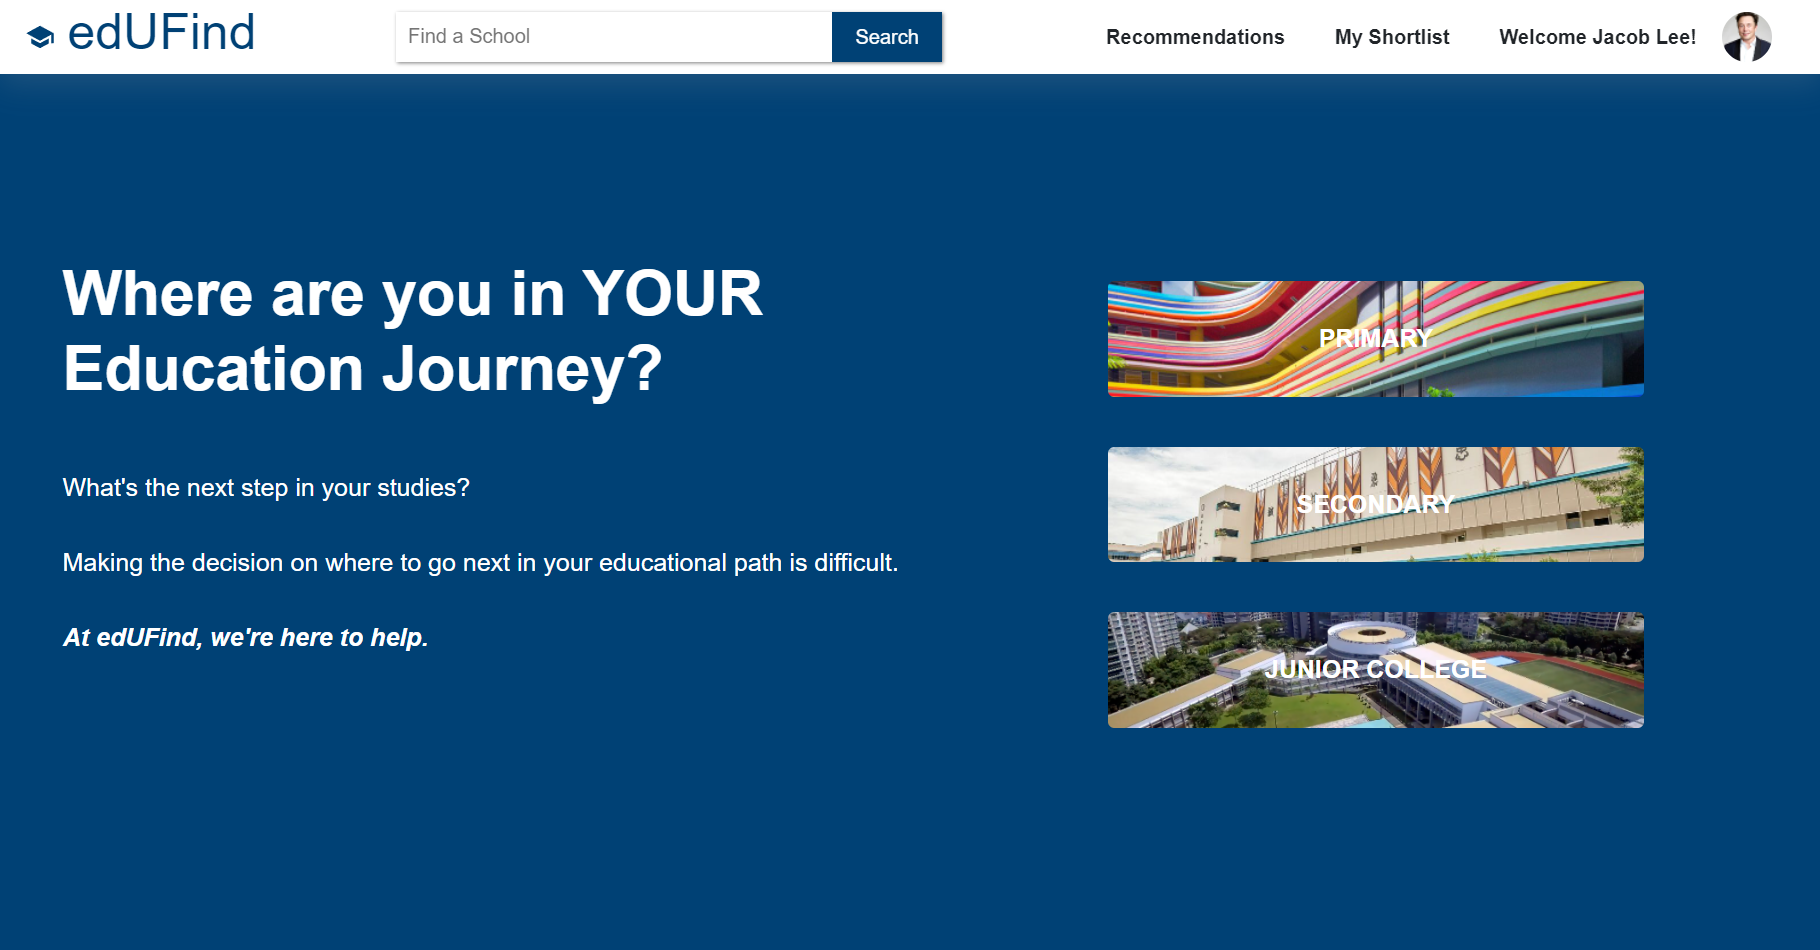 edUFind
Find a School
Search
Recommendations
My Shortlist
Welcome Jacob Lee!
Where are you in YOUR
Education Journey?
What's the next step in your studies?
Making the decision on where to go next in your educational path is difficult.
At edUFind, we're here to help.
PRIMARY
SECONDARY
JUNIOR COLLEGE